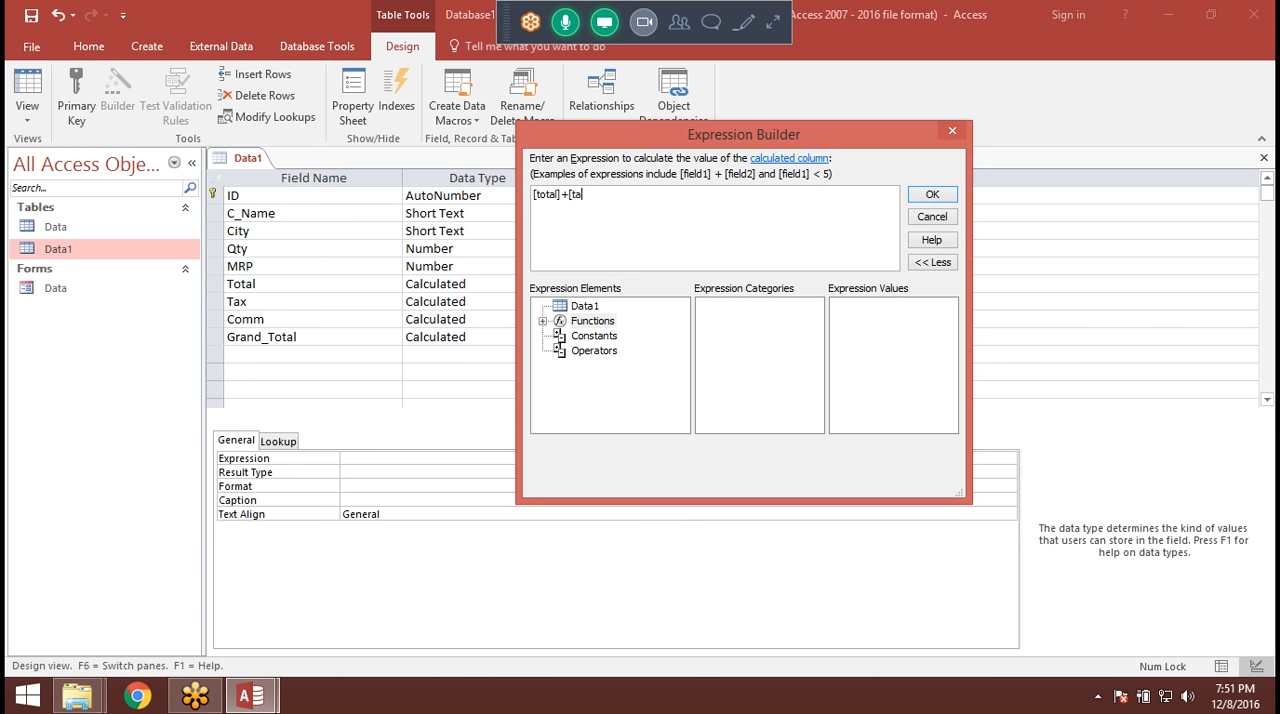 Table Tools
Database1
Access 2007 - 2016 file format) - Access
Sign in
?
File
Home
Create
External Data
Database Tools
Design
Tell me what you want to do
View
Primary
Key
Builder
Test Validation
Rules
Insert Rows
Delete Rows
Modify Lookups
Property
Sheet
Indexes
Create Data
Macros
Rename/
Delete Macro
Relationships
Object
Dependencies
Views
Tools
Show/Hide
Field, Record & Ta
All Access Obje...
Search...
Tables
Data
Data1
Forms
Data
Data1
Field Name
Data Type
ID
AutoNumber
C_Name
Short Text
City
Short Text
Qty
Number
MRP
Number
Total
Calculated
Tax
Calculated
Comm
Calculated
Grand_Total
Calculated
Expression Builder
Enter an Expression to calculate the value of the calculated column:
(Examples of expressions include [field1] + [field2] and [field1] < 5)
[total]+[ta
OK
Cancel
Help
<< Less
Expression Elements
Expression Categories
Expression Values
Data1
Functions
Constants
Operators
General
Lookup
Expression
Result Type
Format
Caption
Text Align
General
The data type determines the kind of values
that users can store in the field. Press F1 for
help on data types.
Design view. F6 = Switch panes. F1 = Help.
Num Lock
7:51 PM
12/8/2016